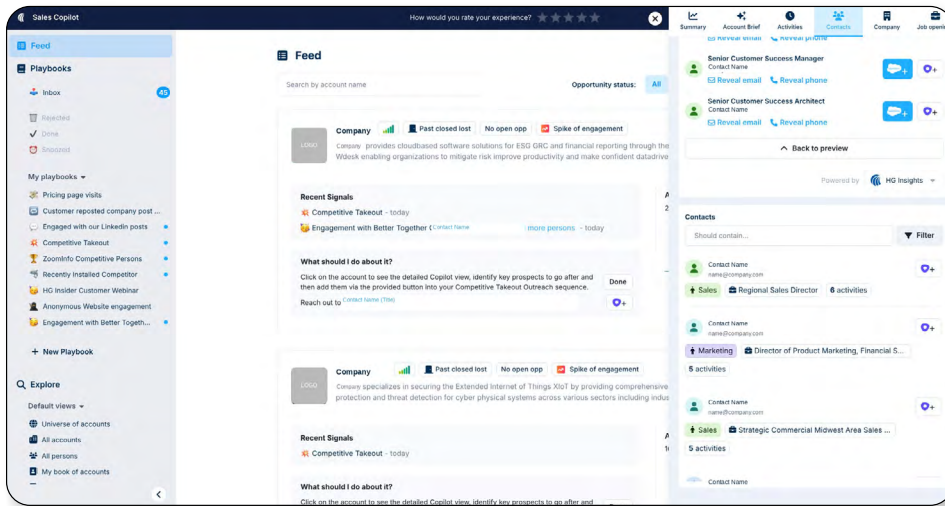 Sales Copilot
How would you rate your experience?
Feed
Playbooks
Inbox
45
Rejected
Done
Snoozed
My playbooks
Pricing page visits
Customer reposted company post ...
Engaged with our Linkedin posts
Competitive Takeout
ZoomInfo Competitive Persons
Recently Installed Competitor
HG Insider Customer Webinar
Anonymous Website engagement
Engagement with Better Togeth...
+ New Playbook
Explore
Default views
Universe of accounts
All accounts
All persons
My book of accounts
Feed
Search by account name
Opportunity status:
All
LOGO
Company
Past closed lost
No open opp
Spike of engagement
Company provides cloudbased software solutions for ESG GRC and financial reporting through the
Wdesk enabling organizations to mitigate risk improve productivity and make confident datadrive
Recent Signals
Competitive Takeout - today
Engagement with Better Together ( Contact Name more persons - today
A
2
What should I do about it?
Click on the account to see the detailed Copilot view, identify key prospects to go after and
then add them via the provided button into your Competitive Takeout Outreach sequence.
Reach out to Contact Name (Title)
Done
LOGO
Company
Past closed lost
No open opp
Spike of engagement
Company specializes in securing the Extended Internet of Things XIoT by providing comprehensive
protection and threat detection for cyber physical systems across various sectors including indus
Recent Signals
Competitive Takeout - today
What should I do about it?
Click on the account to see the detailed Copilot view, identify key prospects to go after and
Summary
Account Brief
Activities
Contacts
Company
Job openin
Reveal email Reveal phone
Senior Customer Success Manager
Contact Name
Reveal email Reveal phone
Senior Customer Success Architect
Contact Name
Reveal email Reveal phone
Back to preview
Powered by HG Insights
Contacts
Should contain...
Filter
Contact Name
name@company.com
Sales Regional Sales Director 6 activities
Contact Name
name@company.com
Marketing Director of Product Marketing, Financial S...
5 activities
Contact Name
name@company.com
Sales Strategic Commercial Midwest Area Sales ...
5 activities
Contact Name